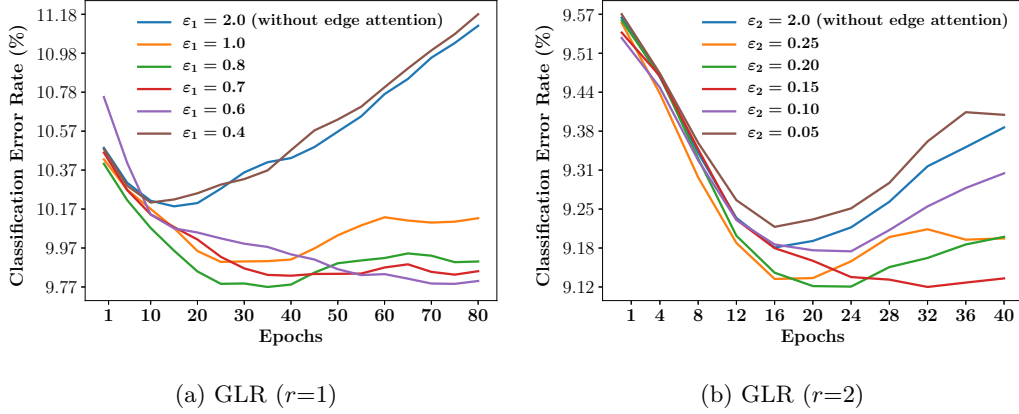 11.18
10.98
10.78
10.57
10.37
10.17
9.97
9.77
Classification Error Rate (%)
ε₁ = 2.0 (without edge attention)
ε₁ = 1.0
ε₁ = 0.8
ε₁ = 0.7
ε₁ = 0.6
ε₁ = 0.4
1 10 20 30 40 50 60 70 80
Epochs
(a) GLR (r=1)
9.57
9.51
9.44
9.38
9.31
9.25
9.18
9.12
Classification Error Rate (%)
ε₂ = 2.0 (without edge attention)
ε₂ = 0.25
ε₂ = 0.20
ε₂ = 0.15
ε₂ = 0.10
ε₂ = 0.05
1 4 8 12 16 20 24 28 32 36 40
Epochs
(b) GLR (r=2)